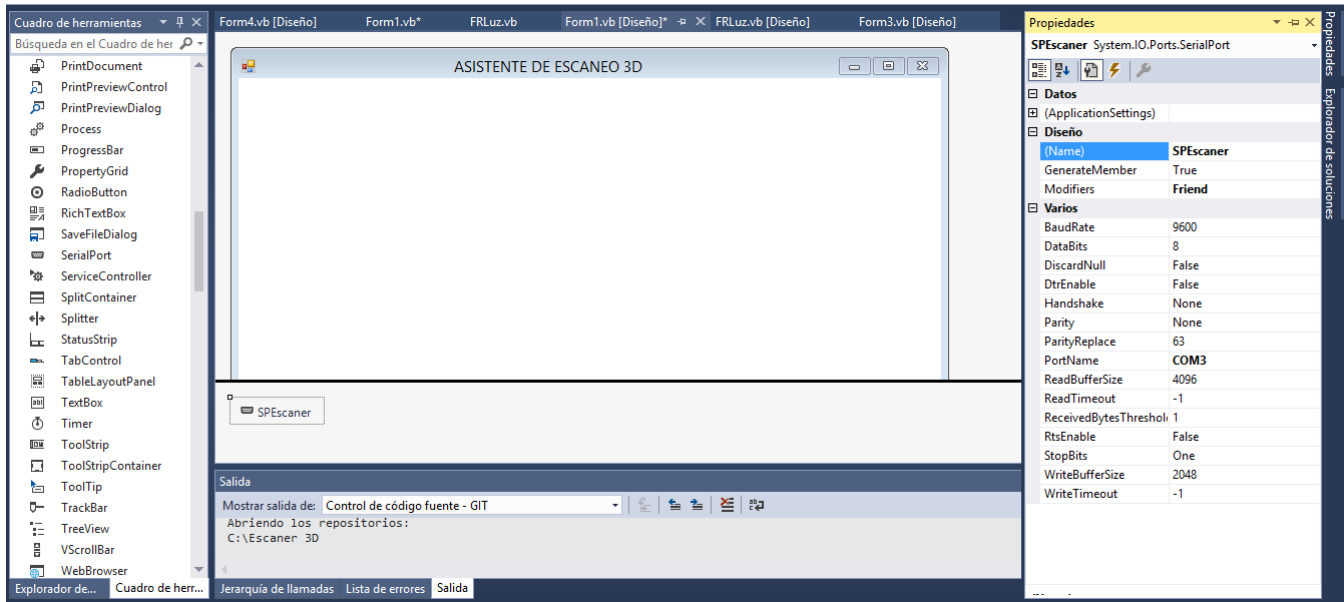 Cuadro de herramientas
Búsqueda en el Cuadro de her
PrintDocument
PrintPreviewControl
PrintPreviewDialog
Process
ProgressBar
PropertyGrid
RadioButton
RichTextBox
SaveFileDialog
SerialPort
ServiceController
SplitContainer
Splitter
StatusStrip
TabControl
TableLayoutPanel
TextBox
Timer
ToolStrip
ToolStripContainer
ToolTip
TrackBar
TreeView
VScrollBar
WebBrowser
Explorador de... Cuadro de herr...
Form4.vb [Diseño] Form1.vb* FRLuz.vb Form1.vb [Diseño]* FRLuz.vb [Diseño] Form3.vb [Diseño]
ASISTENTE DE ESCANEO 3D
SPEscaner
Salida
Mostrar salida de: Control de código fuente - GIT
Abriendo los repositorios:
C:\Escaner 3D
Jerarquía de llamadas Lista de errores Salida
Propiedades
SPEscaner System.IO.Ports.SerialPort
Datos
(ApplicationSettings)
Diseño
(Name) SPEscaner
GenerateMember True
Modifiers Friend
Varios
BaudRate 9600
DataBits 8
DiscardNull False
DtrEnable False
Handshake None
Parity None
ParityReplace 63
PortName COM3
ReadBufferSize 4096
ReadTimeout -1
ReceivedBytesThreshol 1
RtsEnable False
StopBits One
WriteBufferSize 2048
WriteTimeout -1
Propiedades
Explorador de soluciones